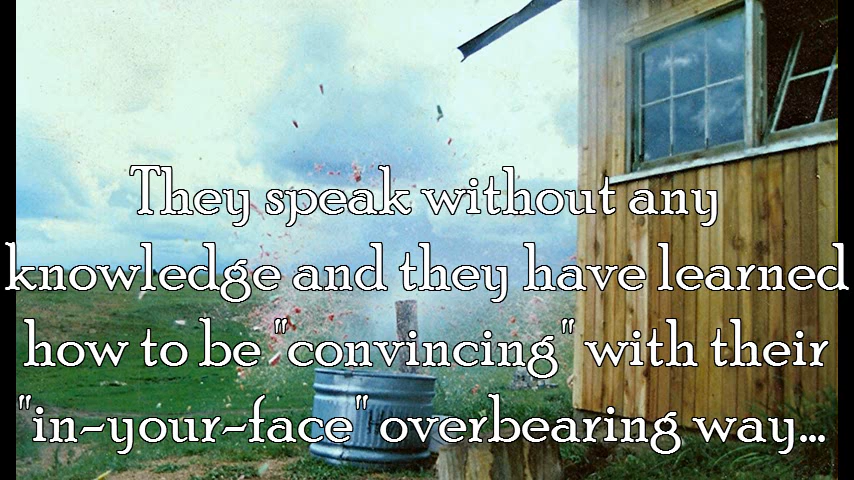 They speak without any
knowledge and they have learned
how to be "convincing" with their
"in-your-face" overbearing way...